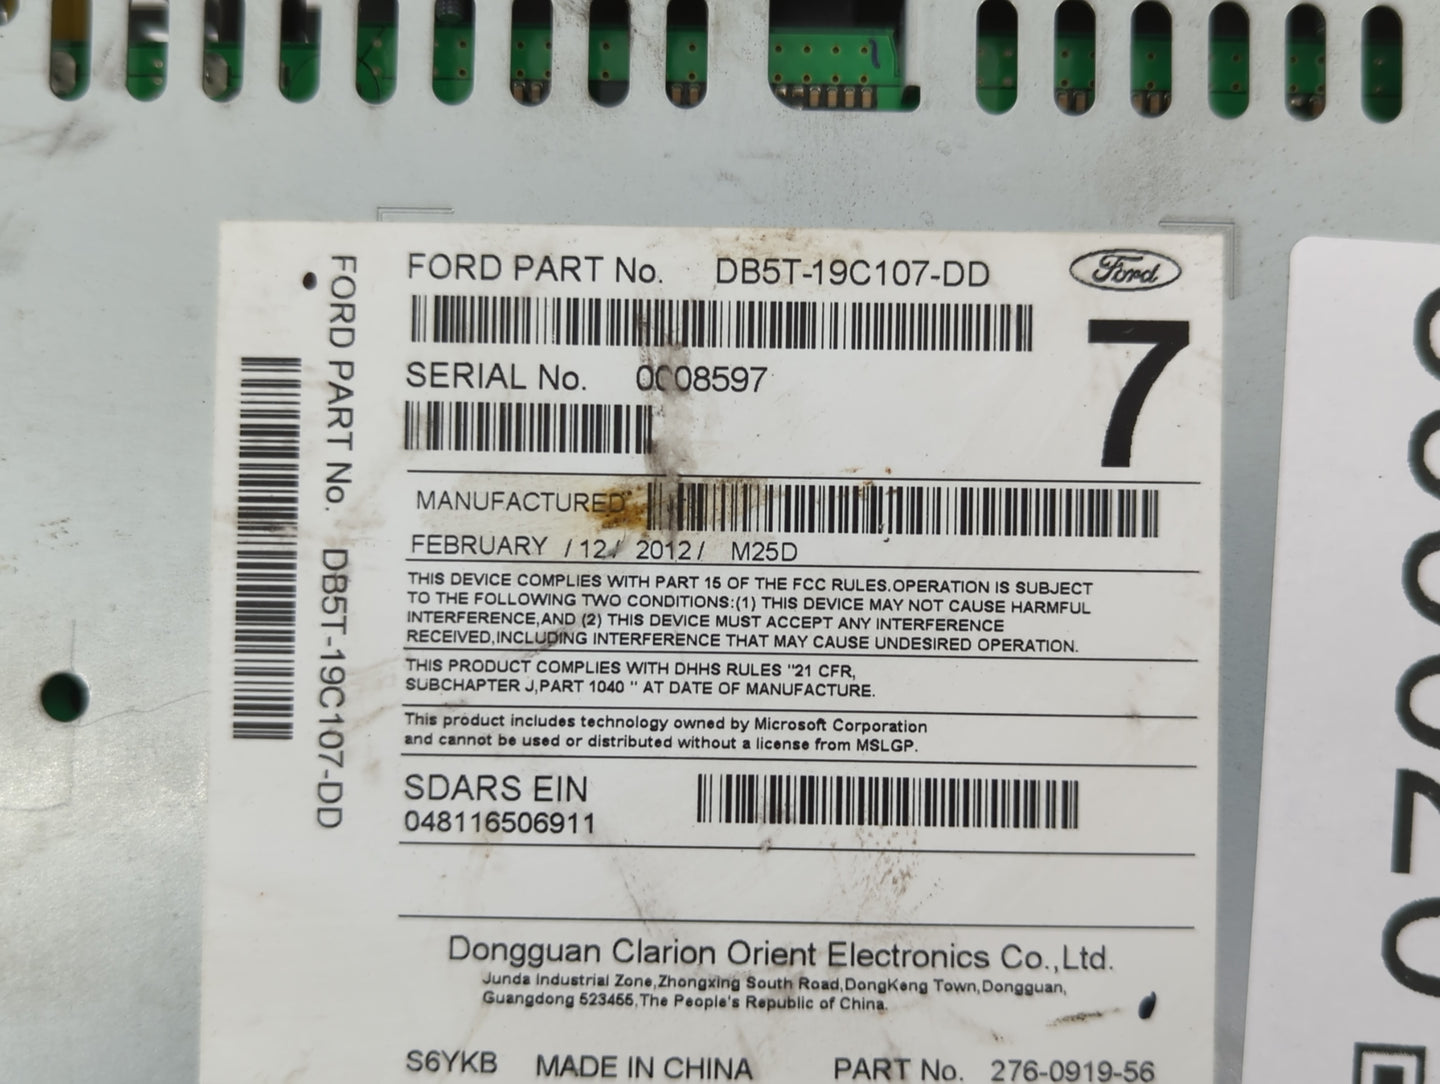 FORD PART No. DB5T-19C107-DD
FORD PART No. DB5T-19C107-DD
Ford
7
SERIAL No. 0008597
MANUFACTURED
FEBRUARY / 12 / 2012 / M25D
THIS DEVICE COMPLIES WITH PART 15 OF THE FCC RULES.OPERATION IS SUBJECT
TO THE FOLLOWING TWO CONDITIONS:(1) THIS DEVICE MAY NOT CAUSE HARMFUL
INTERFERENCE,AND (2) THIS DEVICE MUST ACCEPT ANY INTERFERENCE
RECEIVED,INCLUDING INTERFERENCE THAT MAY CAUSE UNDESIRED OPERATION.
THIS PRODUCT COMPLIES WITH DHHS RULES "21 CFR,
SUBCHAPTER J,PART 1040 " AT DATE OF MANUFACTURE.
This product includes technology owned by Microsoft Corporation
and cannot be used or distributed without a license from MSLGP.
SDARS EIN
048116506911
Dongguan Clarion Orient Electronics Co.,Ltd.
Junda Industrial Zone,Zhongxing South Road,DongKeng Town,Dongguan,
Guangdong 523455,The People's Republic of China.
S6YKB MADE IN CHINA PART No. 276-0919-56